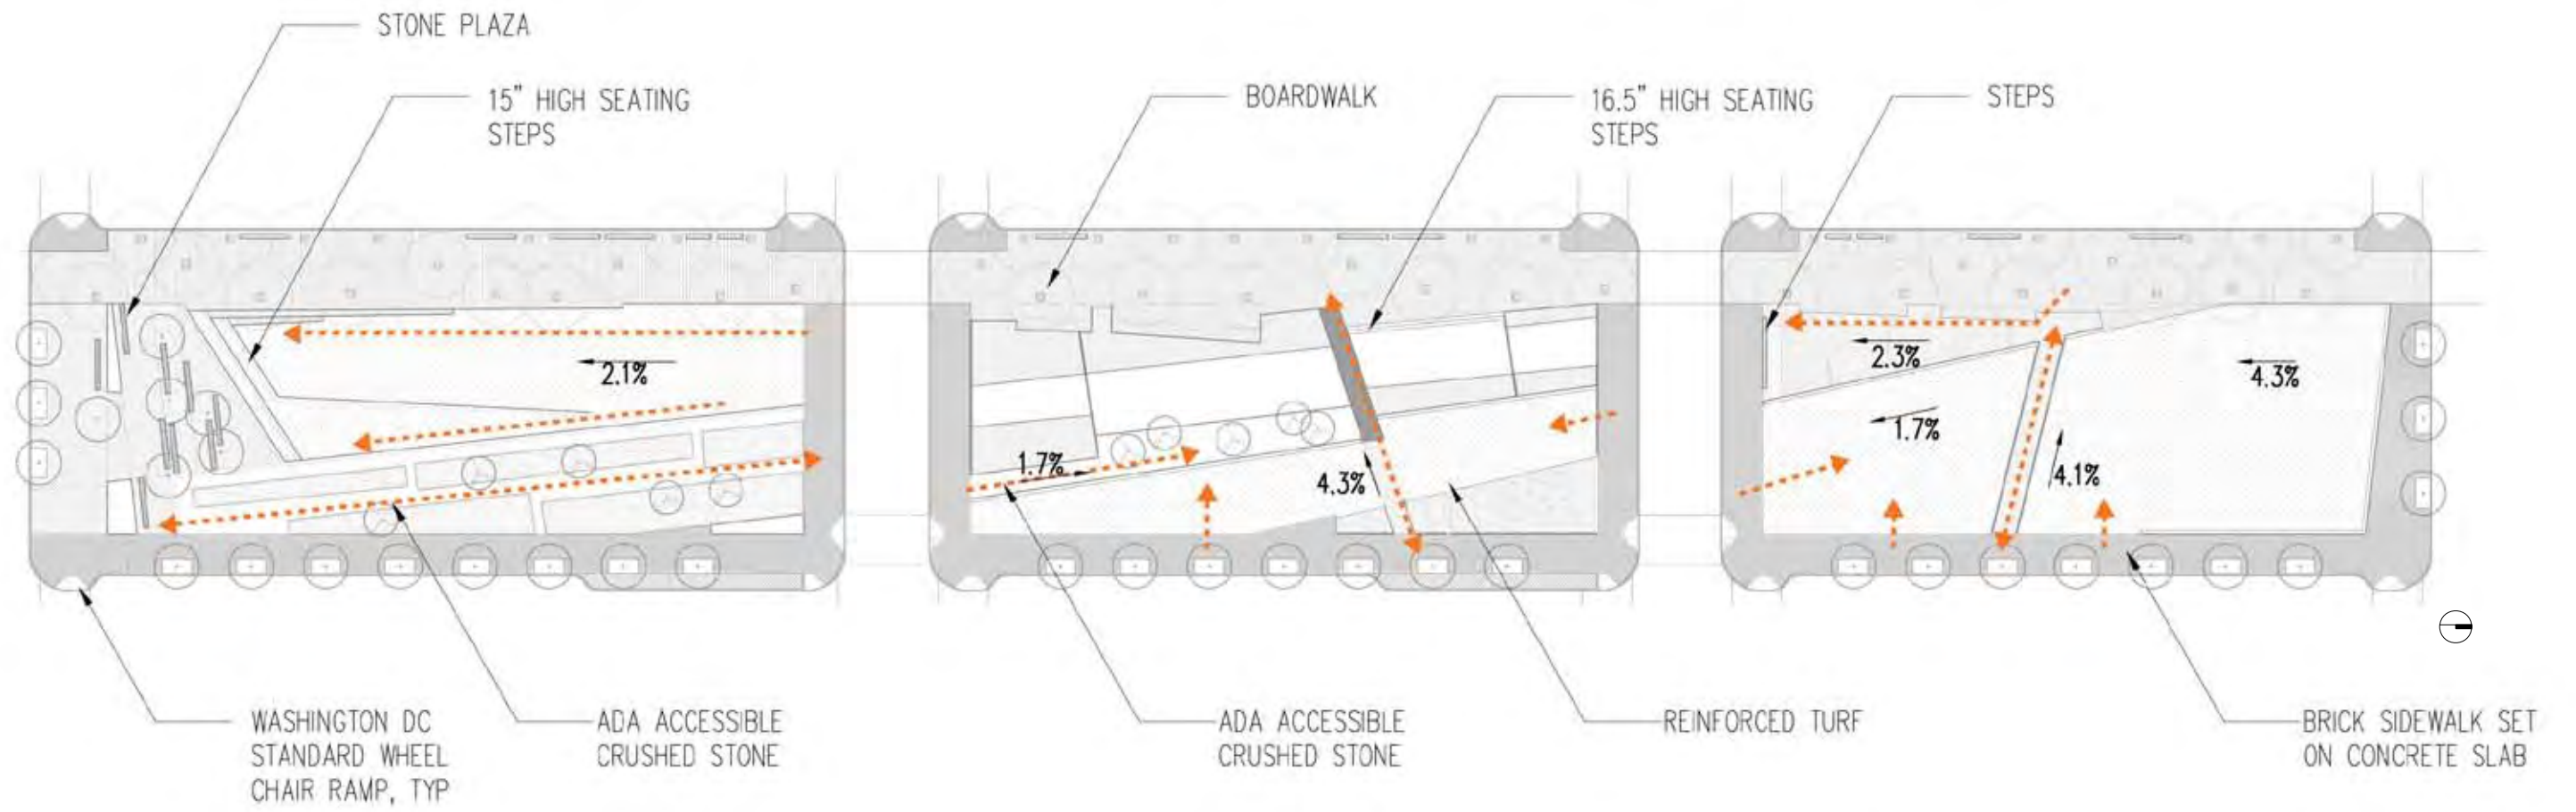 STONE PLAZA
15" HIGH SEATING
STEPS
BOARDWALK
16.5" HIGH SEATING
STEPS
STEPS
2.1%
1.7%
4.3%
2.3%
1.7%
4.1%
4.3%
WASHINGTON DC
STANDARD WHEEL
CHAIR RAMP, TYP
ADA ACCESSIBLE
CRUSHED STONE
ADA ACCESSIBLE
CRUSHED STONE
REINFORCED TURF
BRICK SIDEWALK SET
ON CONCRETE SLAB